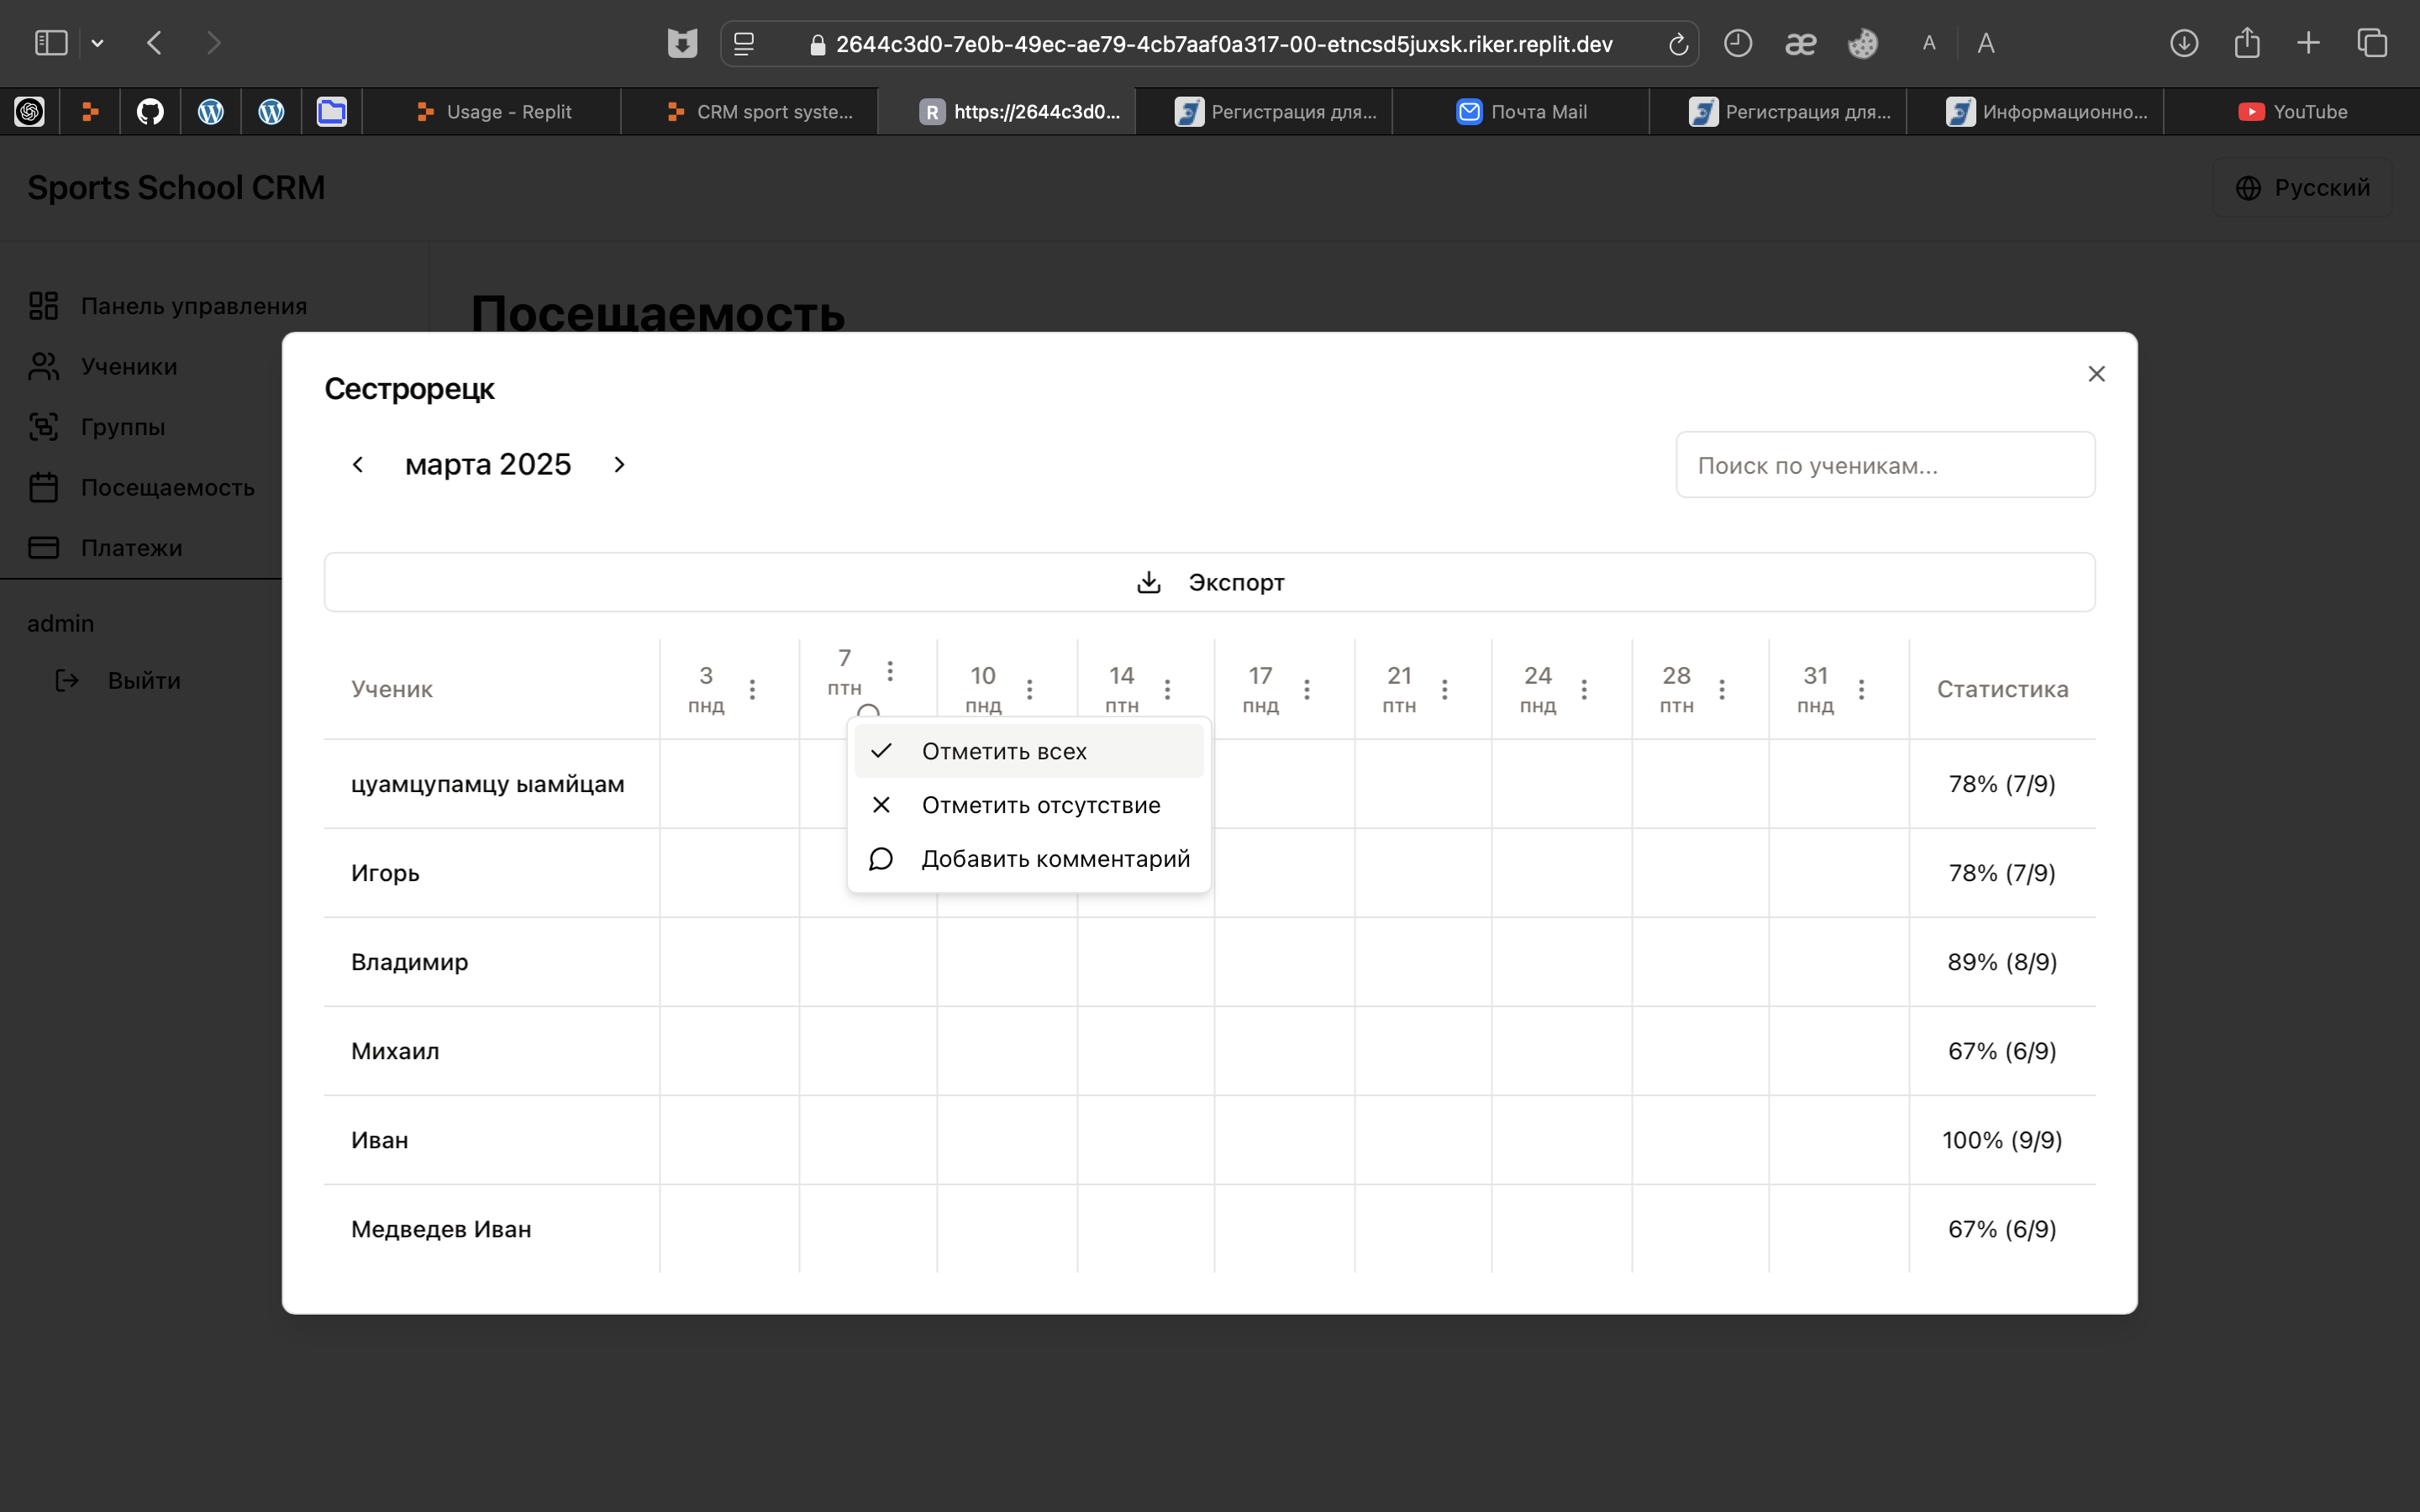 2644c3d0-7e0b-49ec-ae79-4cb7aaf0a317-00-etncsd5juxsk.riker.replit.dev
æ A A
Usage - Replit
CRM sport syste...
R https://2644c3d0...
Регистрация для...
Почта Mail
Регистрация для...
Информационно...
YouTube
Sports School CRM
Русский
Панель управления
Ученики
Группы
Посещаемость
Платежи
admin
Выйти
Посещаемость
Сестрорецк
марта 2025
Поиск по ученикам...
Экспорт
Ученик 3 пнд 7 птн 10 пнд 14 птн 17 пнд 21 птн 24 пнд 28 птн 31 пнд Статистика
Отметить всех
Отметить отсутствие
Добавить комментарий
цуамцупамцу ыамйцам 78% (7/9)
Игорь 78% (7/9)
Владимир 89% (8/9)
Михаил 67% (6/9)
Иван 100% (9/9)
Медведев Иван 67% (6/9)